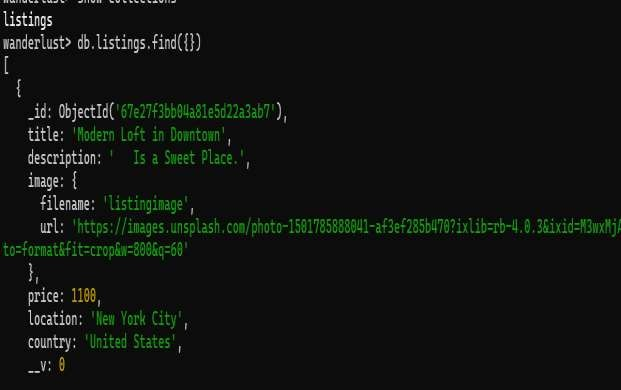 wanderlust> show collections
listings
wanderlust> db.listings.find({})
[
{
_id: ObjectId('67e27f3bb04a81e5d22a3ab7'),
title: 'Modern Loft in Downtown',
description: '   Is a Sweet Place.',
image: {
filename: 'listingimage',
url: 'https://images.unsplash.com/photo-1501785888041-af3ef285b470?ixlib=rb-4.0.3&ixid=M3wxMjA
to=format&fit=crop&w=800&q=60'
},
price: 1100,
location: 'New York City',
country: 'United States',
__v: 0